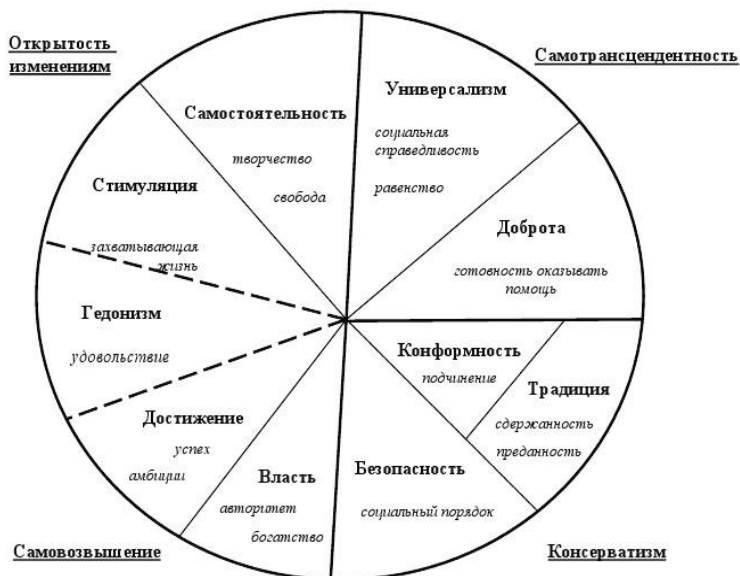 Открытость
изменениям
Самотрансцендентность
Самостоятельность
творчество
свобода
Универсализм
социальная
справедливость
равенство
Стимуляция
захватывающая
жизнь
Доброта
готовность оказывать
помощь
Гедонизм
удовольствие
Конформность
подчинение
Традиция
сдержанность
преданность
Достижение
успех
амбиции
Власть
авторитет
богатство
Безопасность
социальный порядок
Самовозвышение
Консерватизм